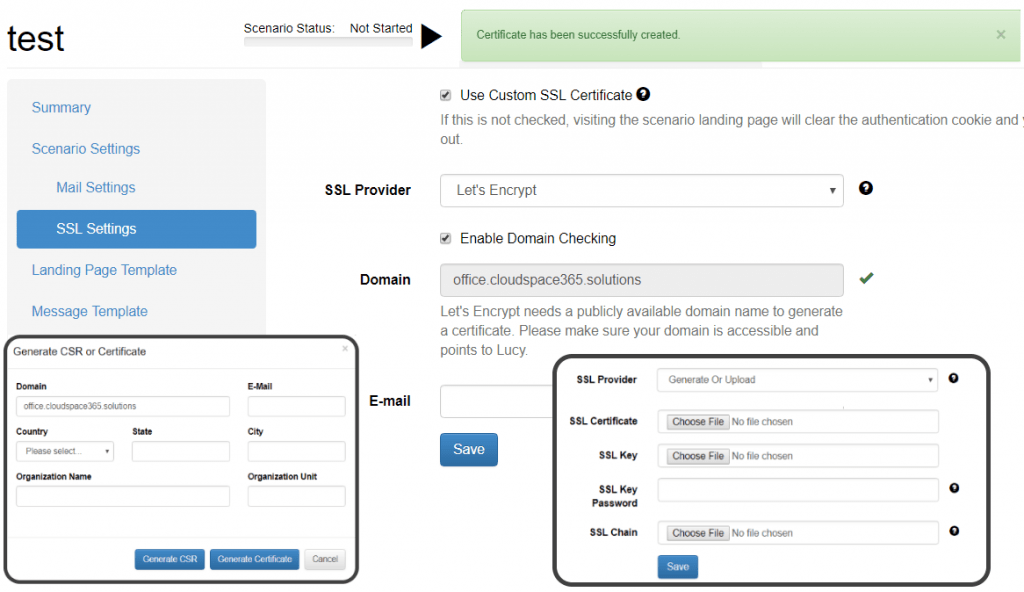 test
Scenario Status: Not Started
Certificate has been successfully created.
×
Summary
Scenario Settings
Mail Settings
SSL Settings
Landing Page Template
Message Template
Use Custom SSL Certificate ?
If this is not checked, visiting the scenario landing page will clear the authentication cookie and
out.
SSL Provider
Let's Encrypt
?
Enable Domain Checking
Domain
office.cloudspace365.solutions
Let's Encrypt needs a publicly available domain name to generate
a certificate. Please make sure your domain is accessible and
points to Lucy.
E-mail
Save
Generate CSR or Certificate
×
Domain
E-Mail
office.cloudspace365.solutions
Country
State
City
Please select...
Organization Name
Organization Unit
Generate CSR
Generate Certificate
Cancel
SSL Provider
Generate Or Upload
?
SSL Certificate
Choose File No file chosen
SSL Key
Choose File No file chosen
SSL Key
Password
?
SSL Chain
Choose File No file chosen
?
Save